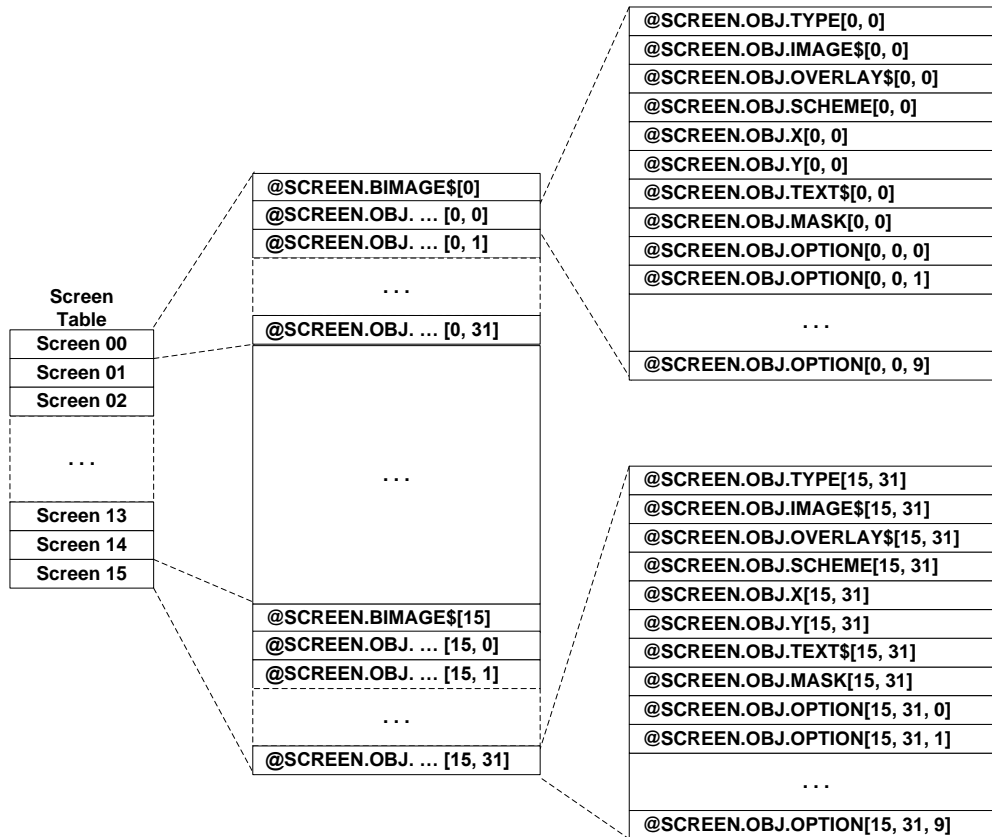 Screen
Table
Screen 00
Screen 01
Screen 02
. . .
Screen 13
Screen 14
Screen 15
@SCREEN.BIMAGE$[0]
@SCREEN.OBJ. … [0, 0]
@SCREEN.OBJ. … [0, 1]
. . .
@SCREEN.OBJ. … [0, 31]
. . .
@SCREEN.BIMAGE$[15]
@SCREEN.OBJ. … [15, 0]
@SCREEN.OBJ. … [15, 1]
. . .
@SCREEN.OBJ. … [15, 31]
@SCREEN.OBJ.TYPE[0, 0]
@SCREEN.OBJ.IMAGE$[0, 0]
@SCREEN.OBJ.OVERLAY$[0, 0]
@SCREEN.OBJ.SCHEME[0, 0]
@SCREEN.OBJ.X[0, 0]
@SCREEN.OBJ.Y[0, 0]
@SCREEN.OBJ.TEXT$[0, 0]
@SCREEN.OBJ.MASK[0, 0]
@SCREEN.OBJ.OPTION[0, 0, 0]
@SCREEN.OBJ.OPTION[0, 0, 1]
. . .
@SCREEN.OBJ.OPTION[0, 0, 9]
@SCREEN.OBJ.TYPE[15, 31]
@SCREEN.OBJ.IMAGE$[15, 31]
@SCREEN.OBJ.OVERLAY$[15, 31]
@SCREEN.OBJ.SCHEME[15, 31]
@SCREEN.OBJ.X[15, 31]
@SCREEN.OBJ.Y[15, 31]
@SCREEN.OBJ.TEXT$[15, 31]
@SCREEN.OBJ.MASK[15, 31]
@SCREEN.OBJ.OPTION[15, 31, 0]
@SCREEN.OBJ.OPTION[15, 31, 1]
. . .
@SCREEN.OBJ.OPTION[15, 31, 9]